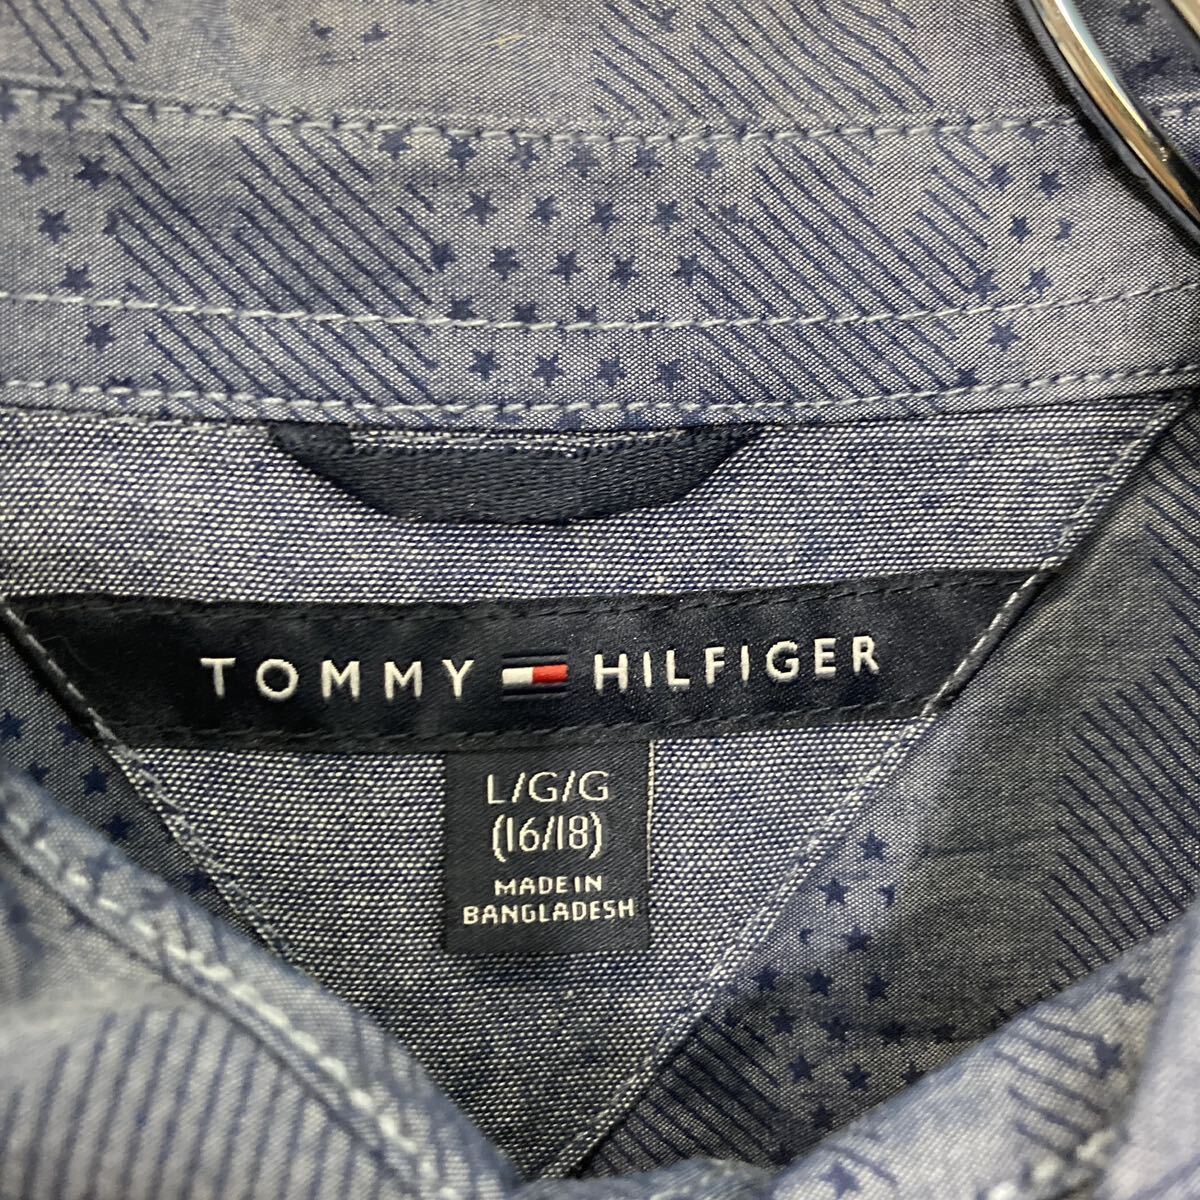 TOMMY HILFIGER
L/G/G
(16/18)
MADE IN
BANGLADESH